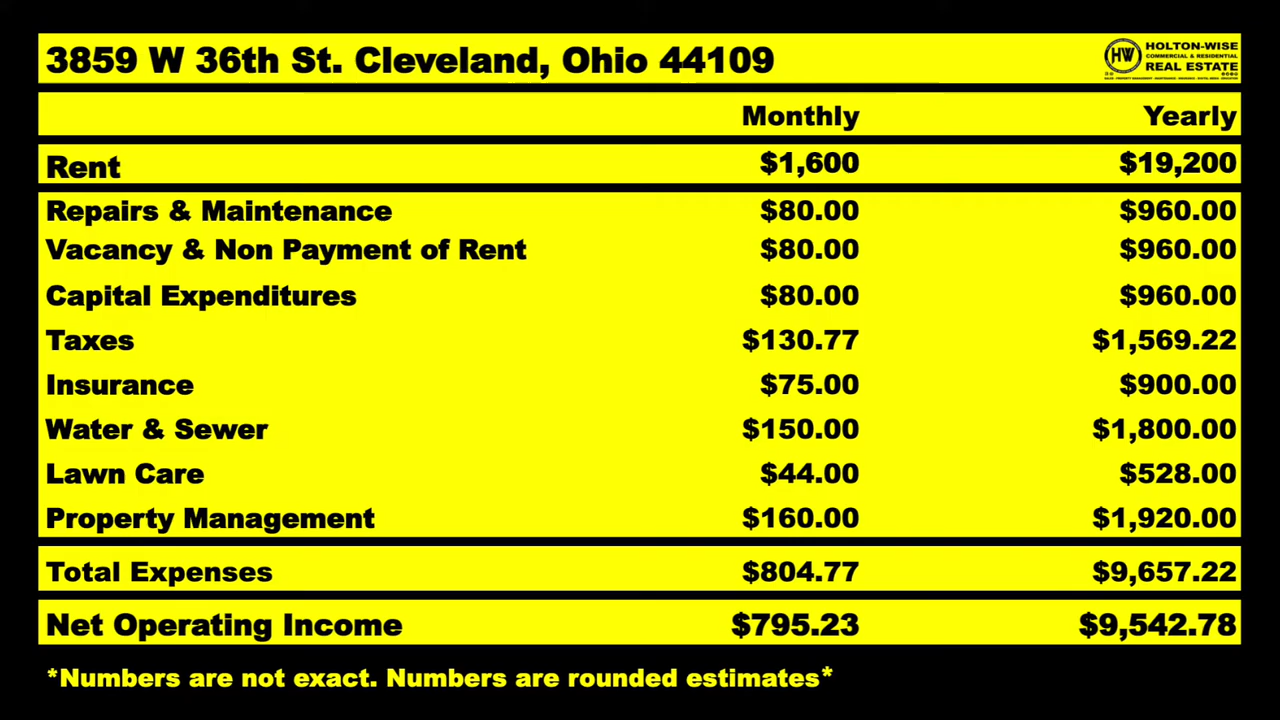 3859 W 36th St. Cleveland, Ohio 44109
HW
HOLTON-WISE
COMMERCIAL & RESIDENTIAL
REAL ESTATE
Monthly Yearly
Rent $1,600 $19,200
Repairs & Maintenance $80.00 $960.00
Vacancy & Non Payment of Rent $80.00 $960.00
Capital Expenditures $80.00 $960.00
Taxes $130.77 $1,569.22
Insurance $75.00 $900.00
Water & Sewer $150.00 $1,800.00
Lawn Care $44.00 $528.00
Property Management $160.00 $1,920.00
Total Expenses $804.77 $9,657.22
Net Operating Income $795.23 $9,542.78
*Numbers are not exact. Numbers are rounded estimates*